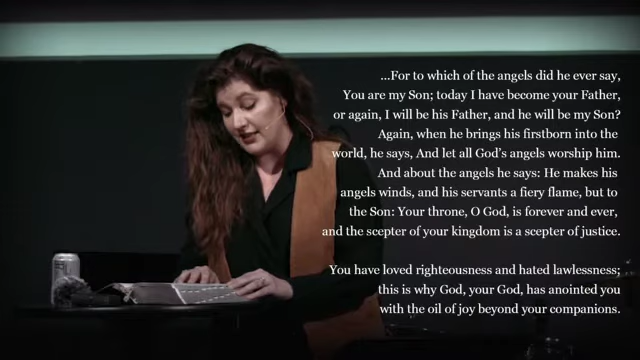 ...For to which of the angels did he ever say,
You are my Son; today I have become your Father,
or again, I will be his Father, and he will be my Son?
Again, when he brings his firstborn into the
world, he says, And let all God's angels worship him.
And about the angels he says: He makes his
angels winds, and his servants a fiery flame, but to
the Son: Your throne, O God, is forever and ever,
and the scepter of your kingdom is a scepter of justice.
You have loved righteousness and hated lawlessness;
this is why God, your God, has anointed you
with the oil of joy beyond your companions.